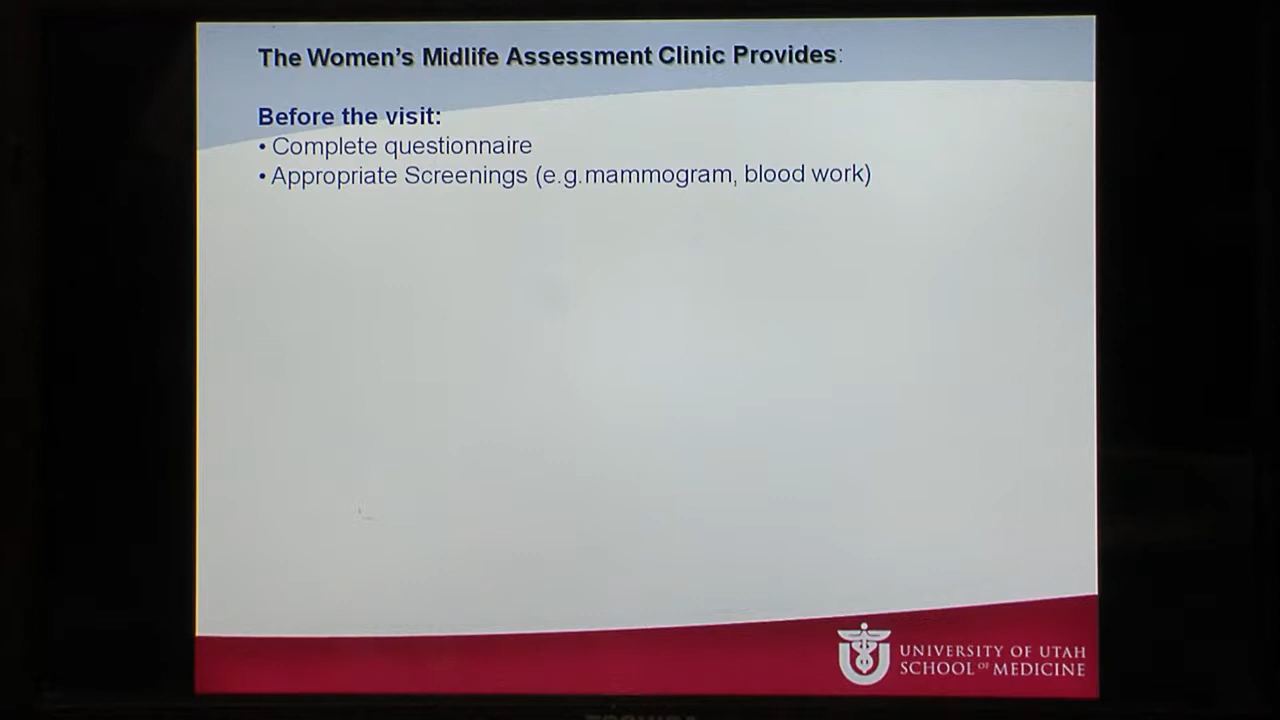 The Women's Midlife Assessment Clinic Provides:
Before the visit:
• Complete questionnaire
• Appropriate Screenings (e.g.mammogram, blood work)
UNIVERSITY OF UTAH
SCHOOL OF MEDICINE